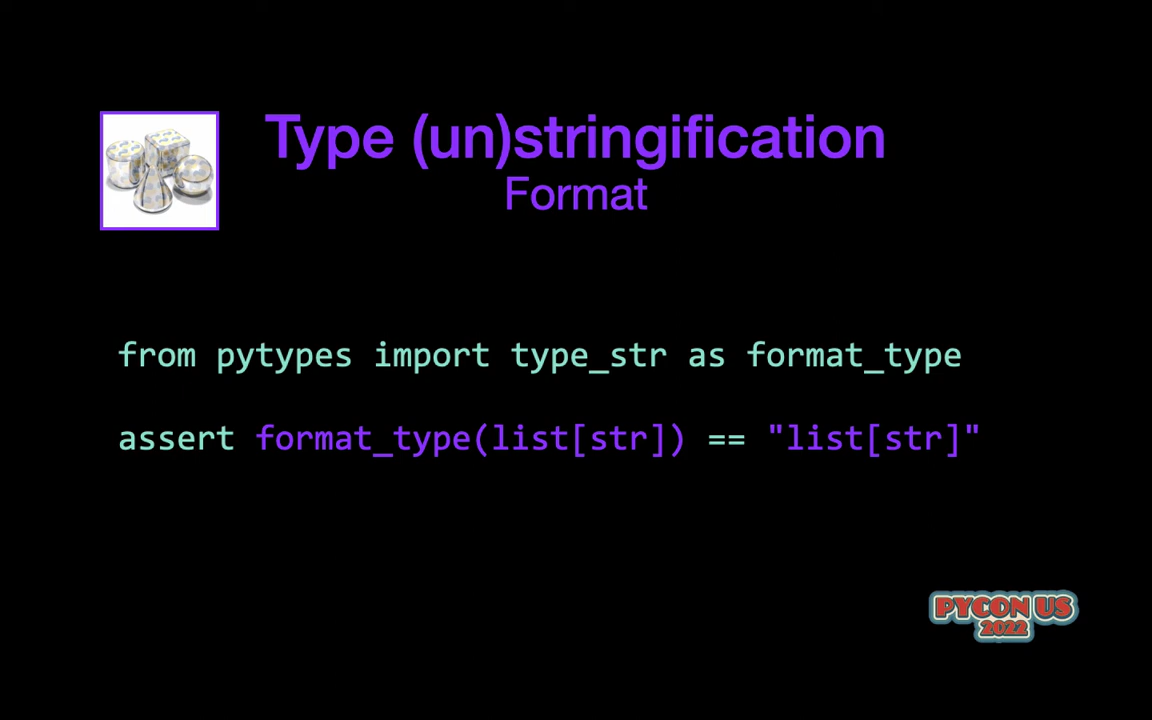 Type (un)stringification
Format
from pytypes import type_str as format_type
assert format_type(list[str]) == "list[str]"
PYCON US
2022